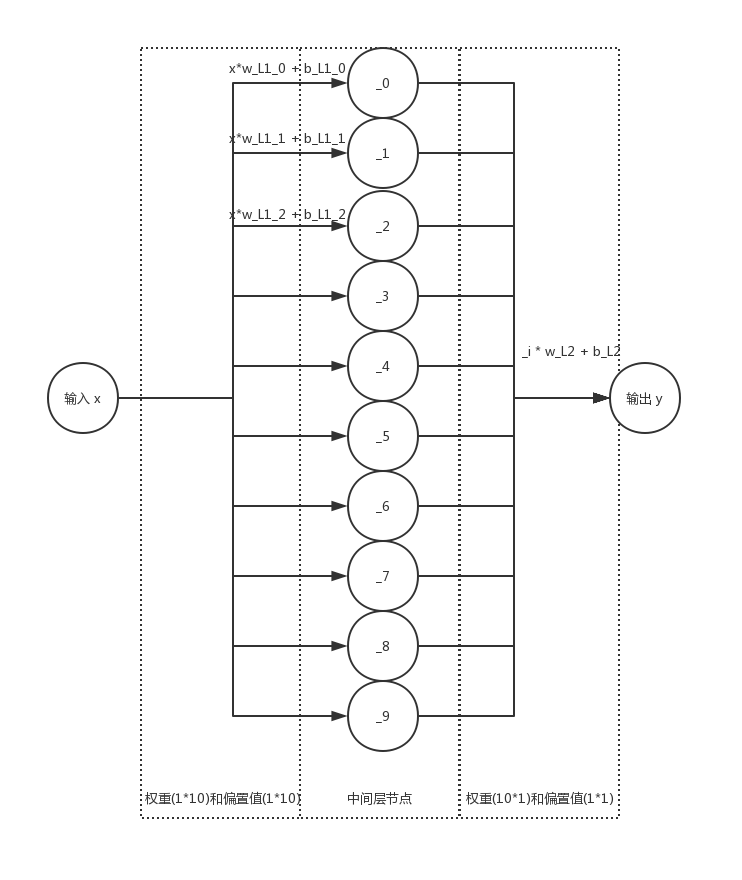 x*w_L1_0 + b_L1_0
_0
x*w_L1_1 + b_L1_1
_1
x*w_L1_2 + b_L1_2
_2
_3
_i * w_L2 + b_L2
_4
输入 x
输出 y
_5
_6
_7
_8
_9
权重(1*10)和偏置值(1*10)
中间层节点
权重(10*1)和偏置值(1*1)